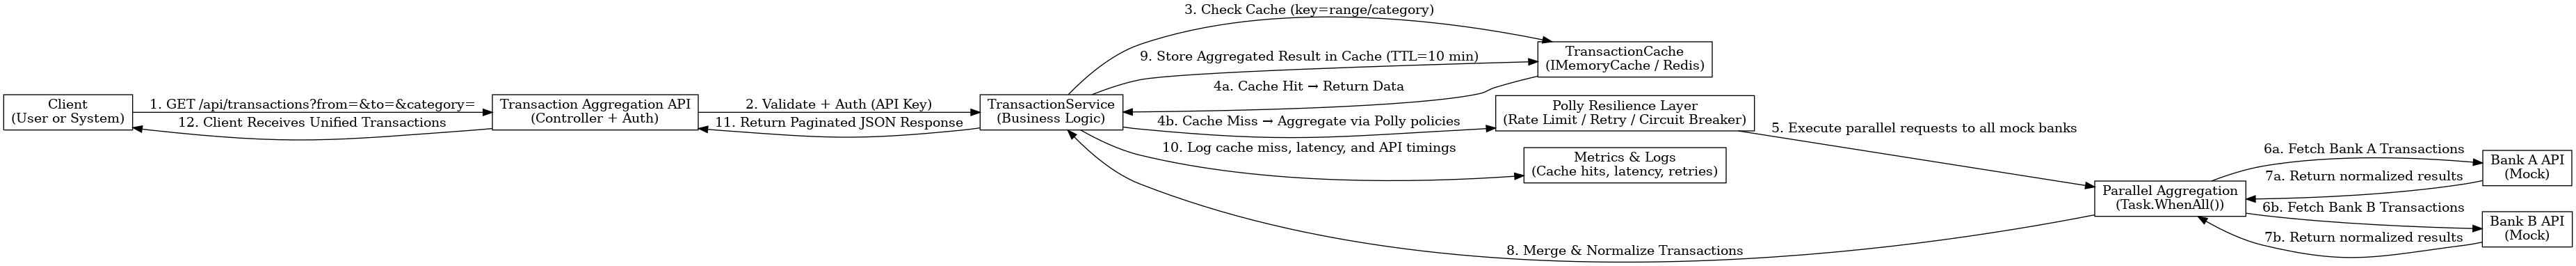 3. Check Cache (key=range/category)
9. Store Aggregated Result in Cache (TTL=10 min)
TransactionCache
(IMemoryCache / Redis)
4a. Cache Hit → Return Data
Client
(User or System)
1. GET /api/transactions?from=&to=&category=
12. Client Receives Unified Transactions
Transaction Aggregation API
(Controller + Auth)
2. Validate + Auth (API Key)
11. Return Paginated JSON Response
TransactionService
(Business Logic)
4b. Cache Miss → Aggregate via Polly policies
Polly Resilience Layer
(Rate Limit / Retry / Circuit Breaker)
5. Execute parallel requests to all mock banks
10. Log cache miss, latency, and API timings
Metrics & Logs
(Cache hits, latency, retries)
6a. Fetch Bank A Transactions
7a. Return normalized results
Bank A API
(Mock)
Parallel Aggregation
(Task.WhenAll())
6b. Fetch Bank B Transactions
7b. Return normalized results
Bank B API
(Mock)
8. Merge & Normalize Transactions